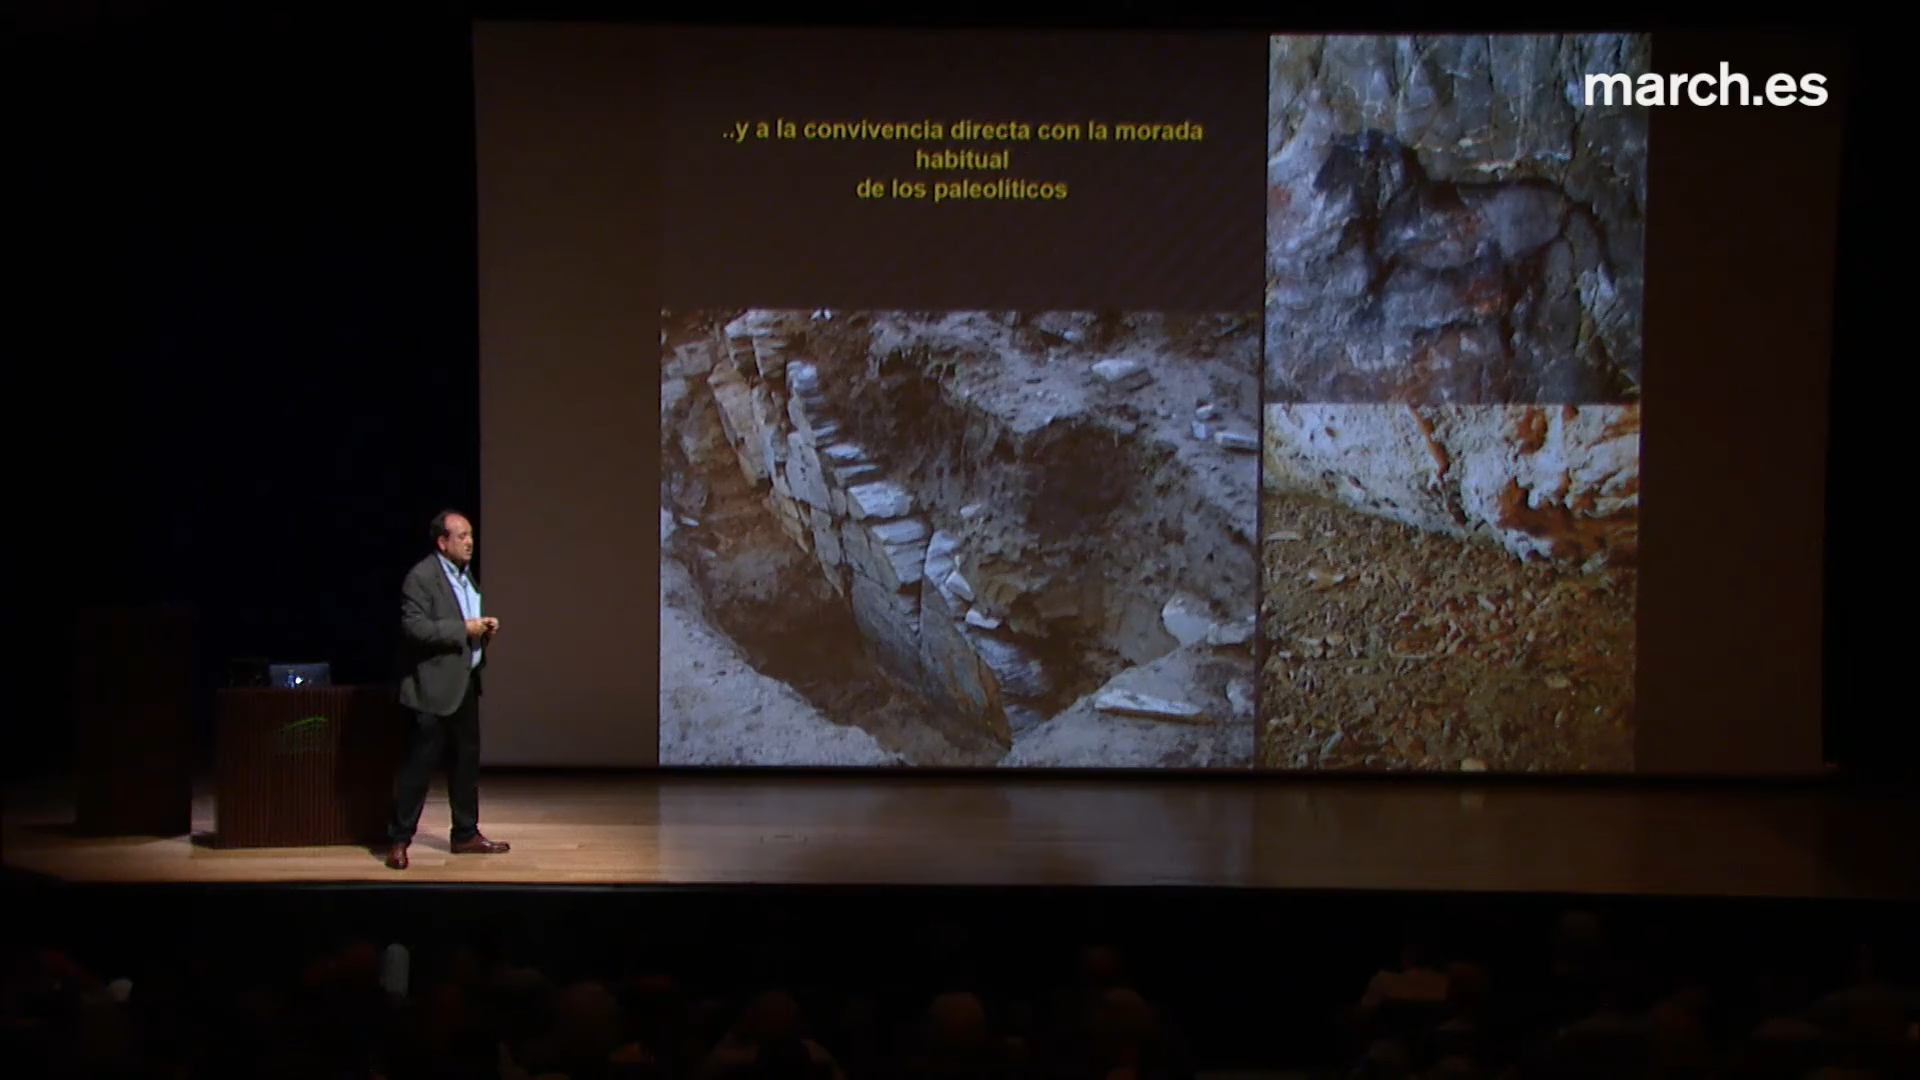 march.es
..y a la convivencia directa con la morada
habitual
de los paleolíticos